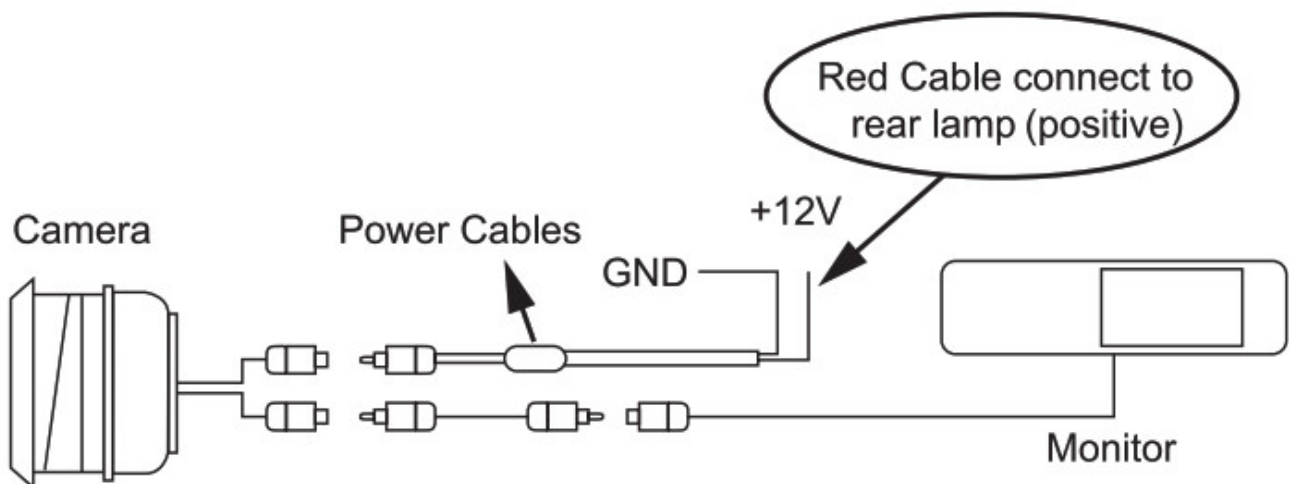 Red Cable connect to
rear lamp (positive)
+12V
Camera
Power Cables
GND
Monitor